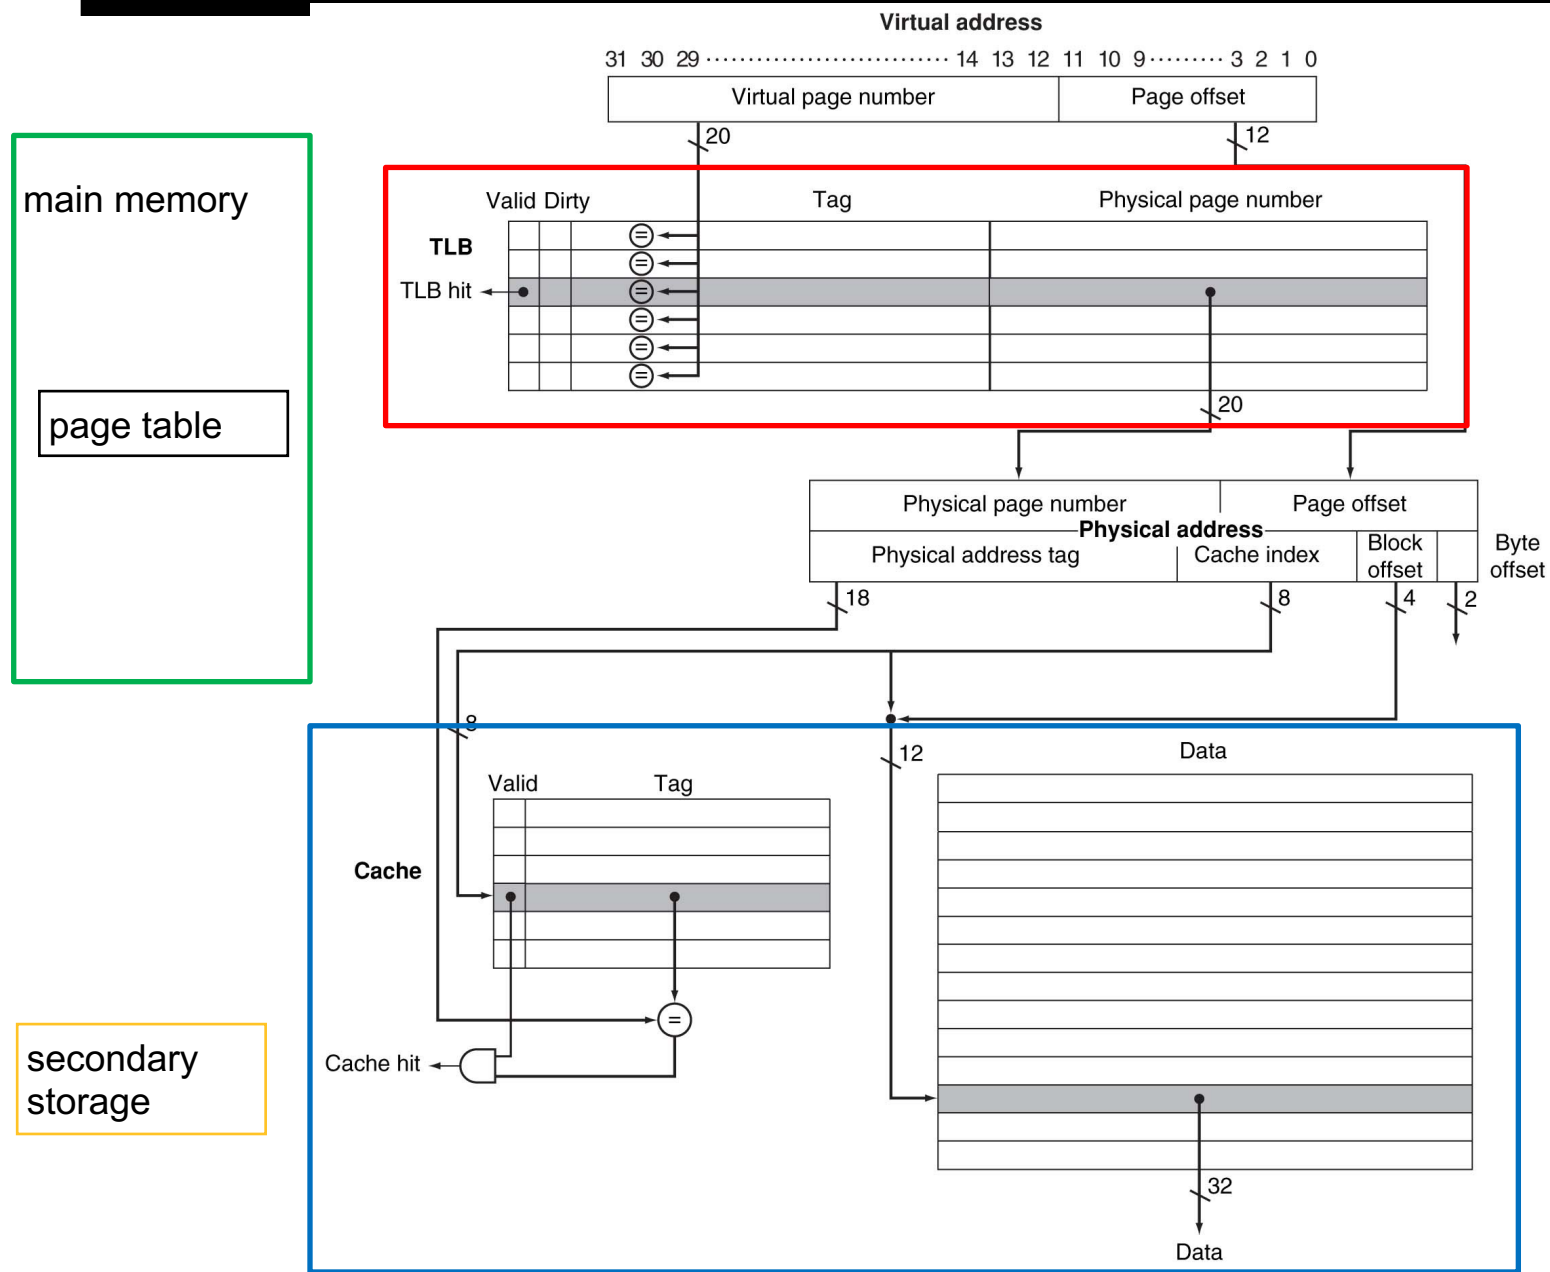 Virtual address
31 30 29 ........................... 14 13 12 11 10 9 ......... 3 2 1 0
Virtual page number Page offset
20 12
main memory
Valid Dirty Tag Physical page number
TLB
=
=
TLB hit =
=
=
=
20
page table
Physical page number Page offset
Physical address
Physical address tag Cache index Block offset Byte offset
18 8 4 2
8
12
Data
Valid Tag
Cache
=
Cache hit
secondary
storage
32
Data